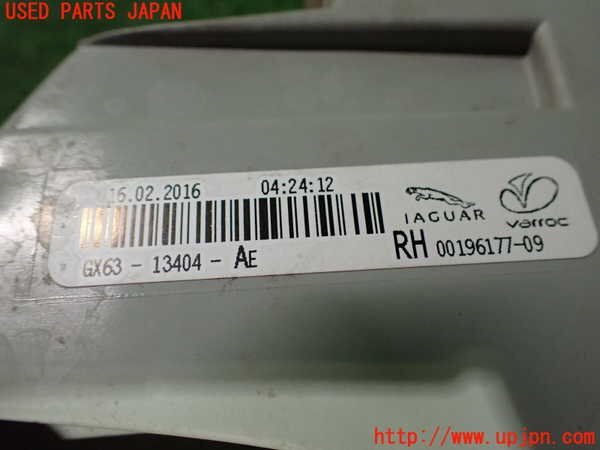 USED PARTS JAPAN
16.02.2016 04:24:12
JAGUAR varroc
GX63 - 13404 - AE RH 00196177-09
http://www.upjpn.com/